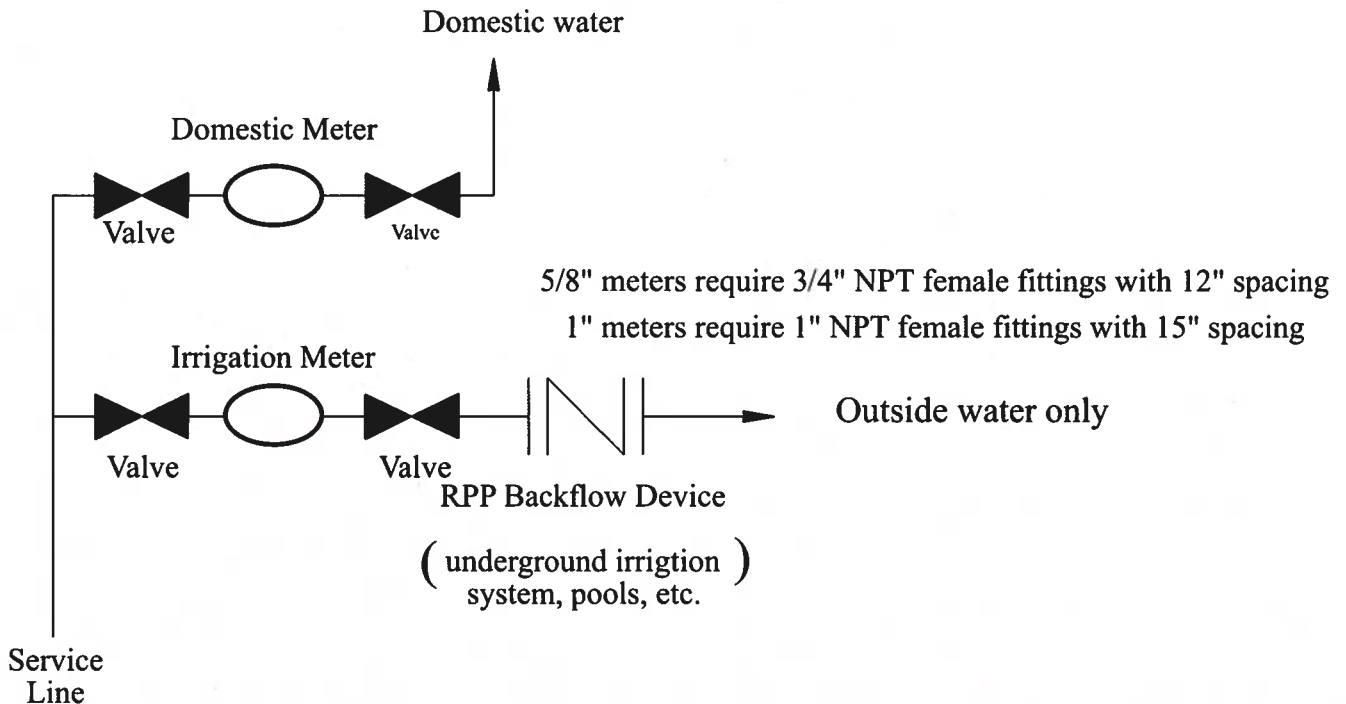 Domestic water
Domestic Meter
Valve
Valve
5/8" meters require 3/4" NPT female fittings with 12" spacing
1" meters require 1" NPT female fittings with 15" spacing
Irrigation Meter
Outside water only
Valve
Valve
RPP Backflow Device
( underground irrigtion )
system, pools, etc.
Service
Line